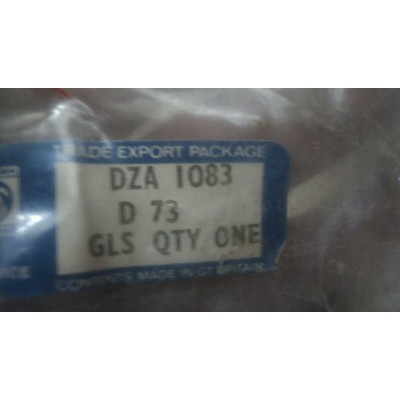 TRADE EXPORT PACKAGE
DZA 1083
D 73
GLS QTY ONE
CONTENTS MADE IN GT BRITAIN